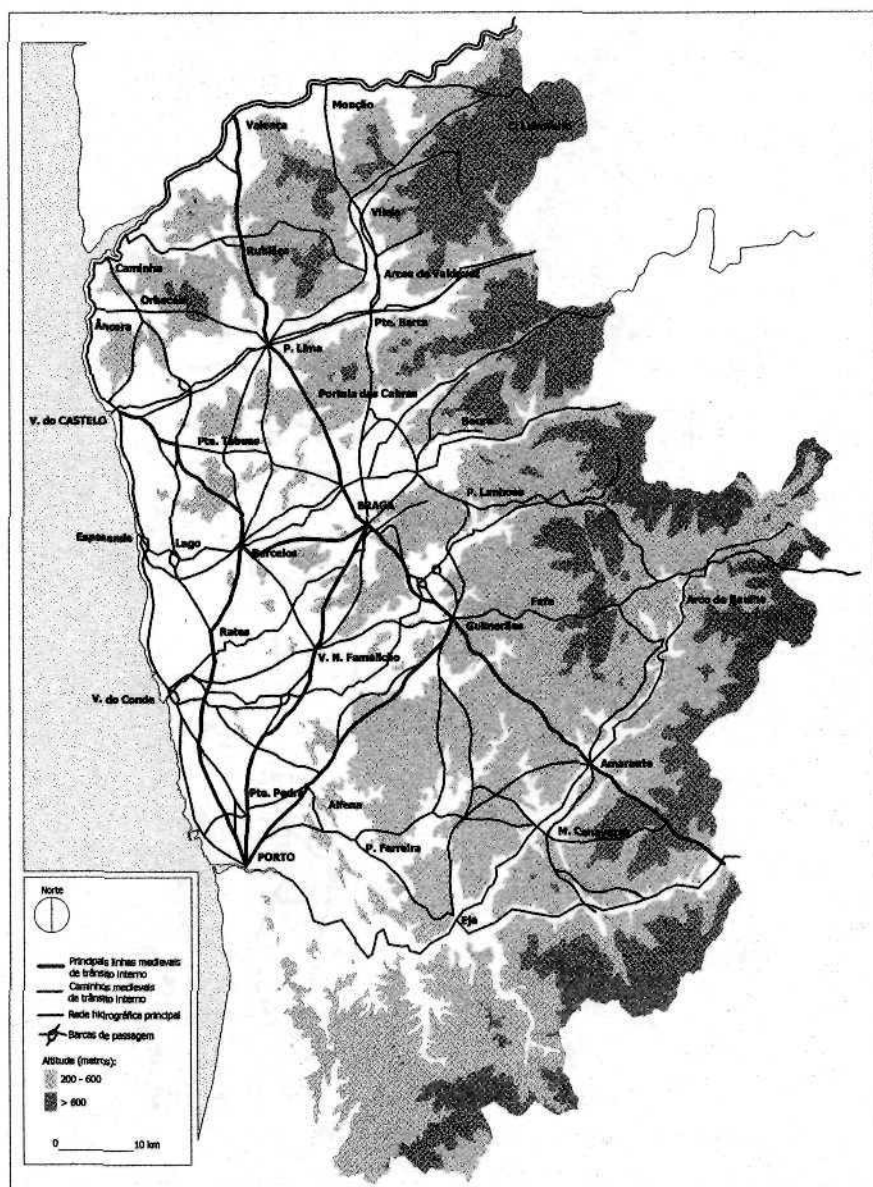 Monção
Valença
Vilela
Rubiães
Caminha
Arcos de Valdevez
Orbacém
Âncora
Pte. Barca
P. Lima
Portela das Cabras
V. do CASTELO
Bouro
Pte. Tábuas
P. Lanhoso
BRAGA
Esposende
Lago
Barcelos
Fafe
Arco de Baulhe
Guimarães
Rates
V. N. Famalicão
V. do Conde
Amarante
Pte. Pedra
Alfena
M. Canaveses
P. Ferreira
PORTO
Eja
Norte
Principais linhas medievais
de trânsito interno
Caminhos medievais
de trânsito interno
Rede hidrográfica principal
Barcas de passagem
Altitude (metros):
200 - 600
> 600
0 10 km